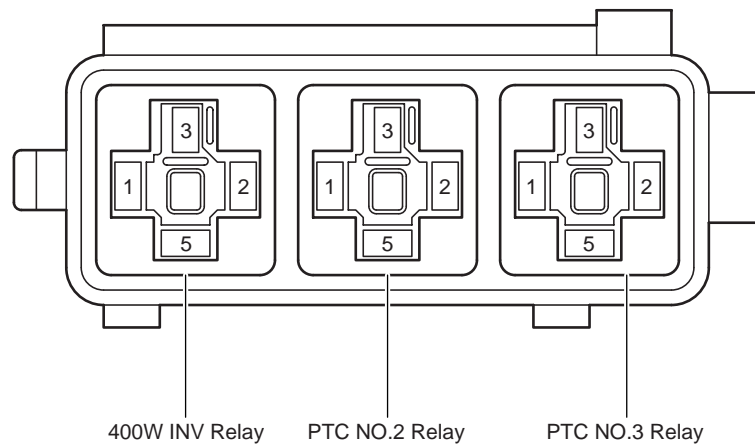 3 3 3
1 2 1 2 1 2
5 5 5
400W INV Relay PTC NO.2 Relay PTC NO.3 Relay